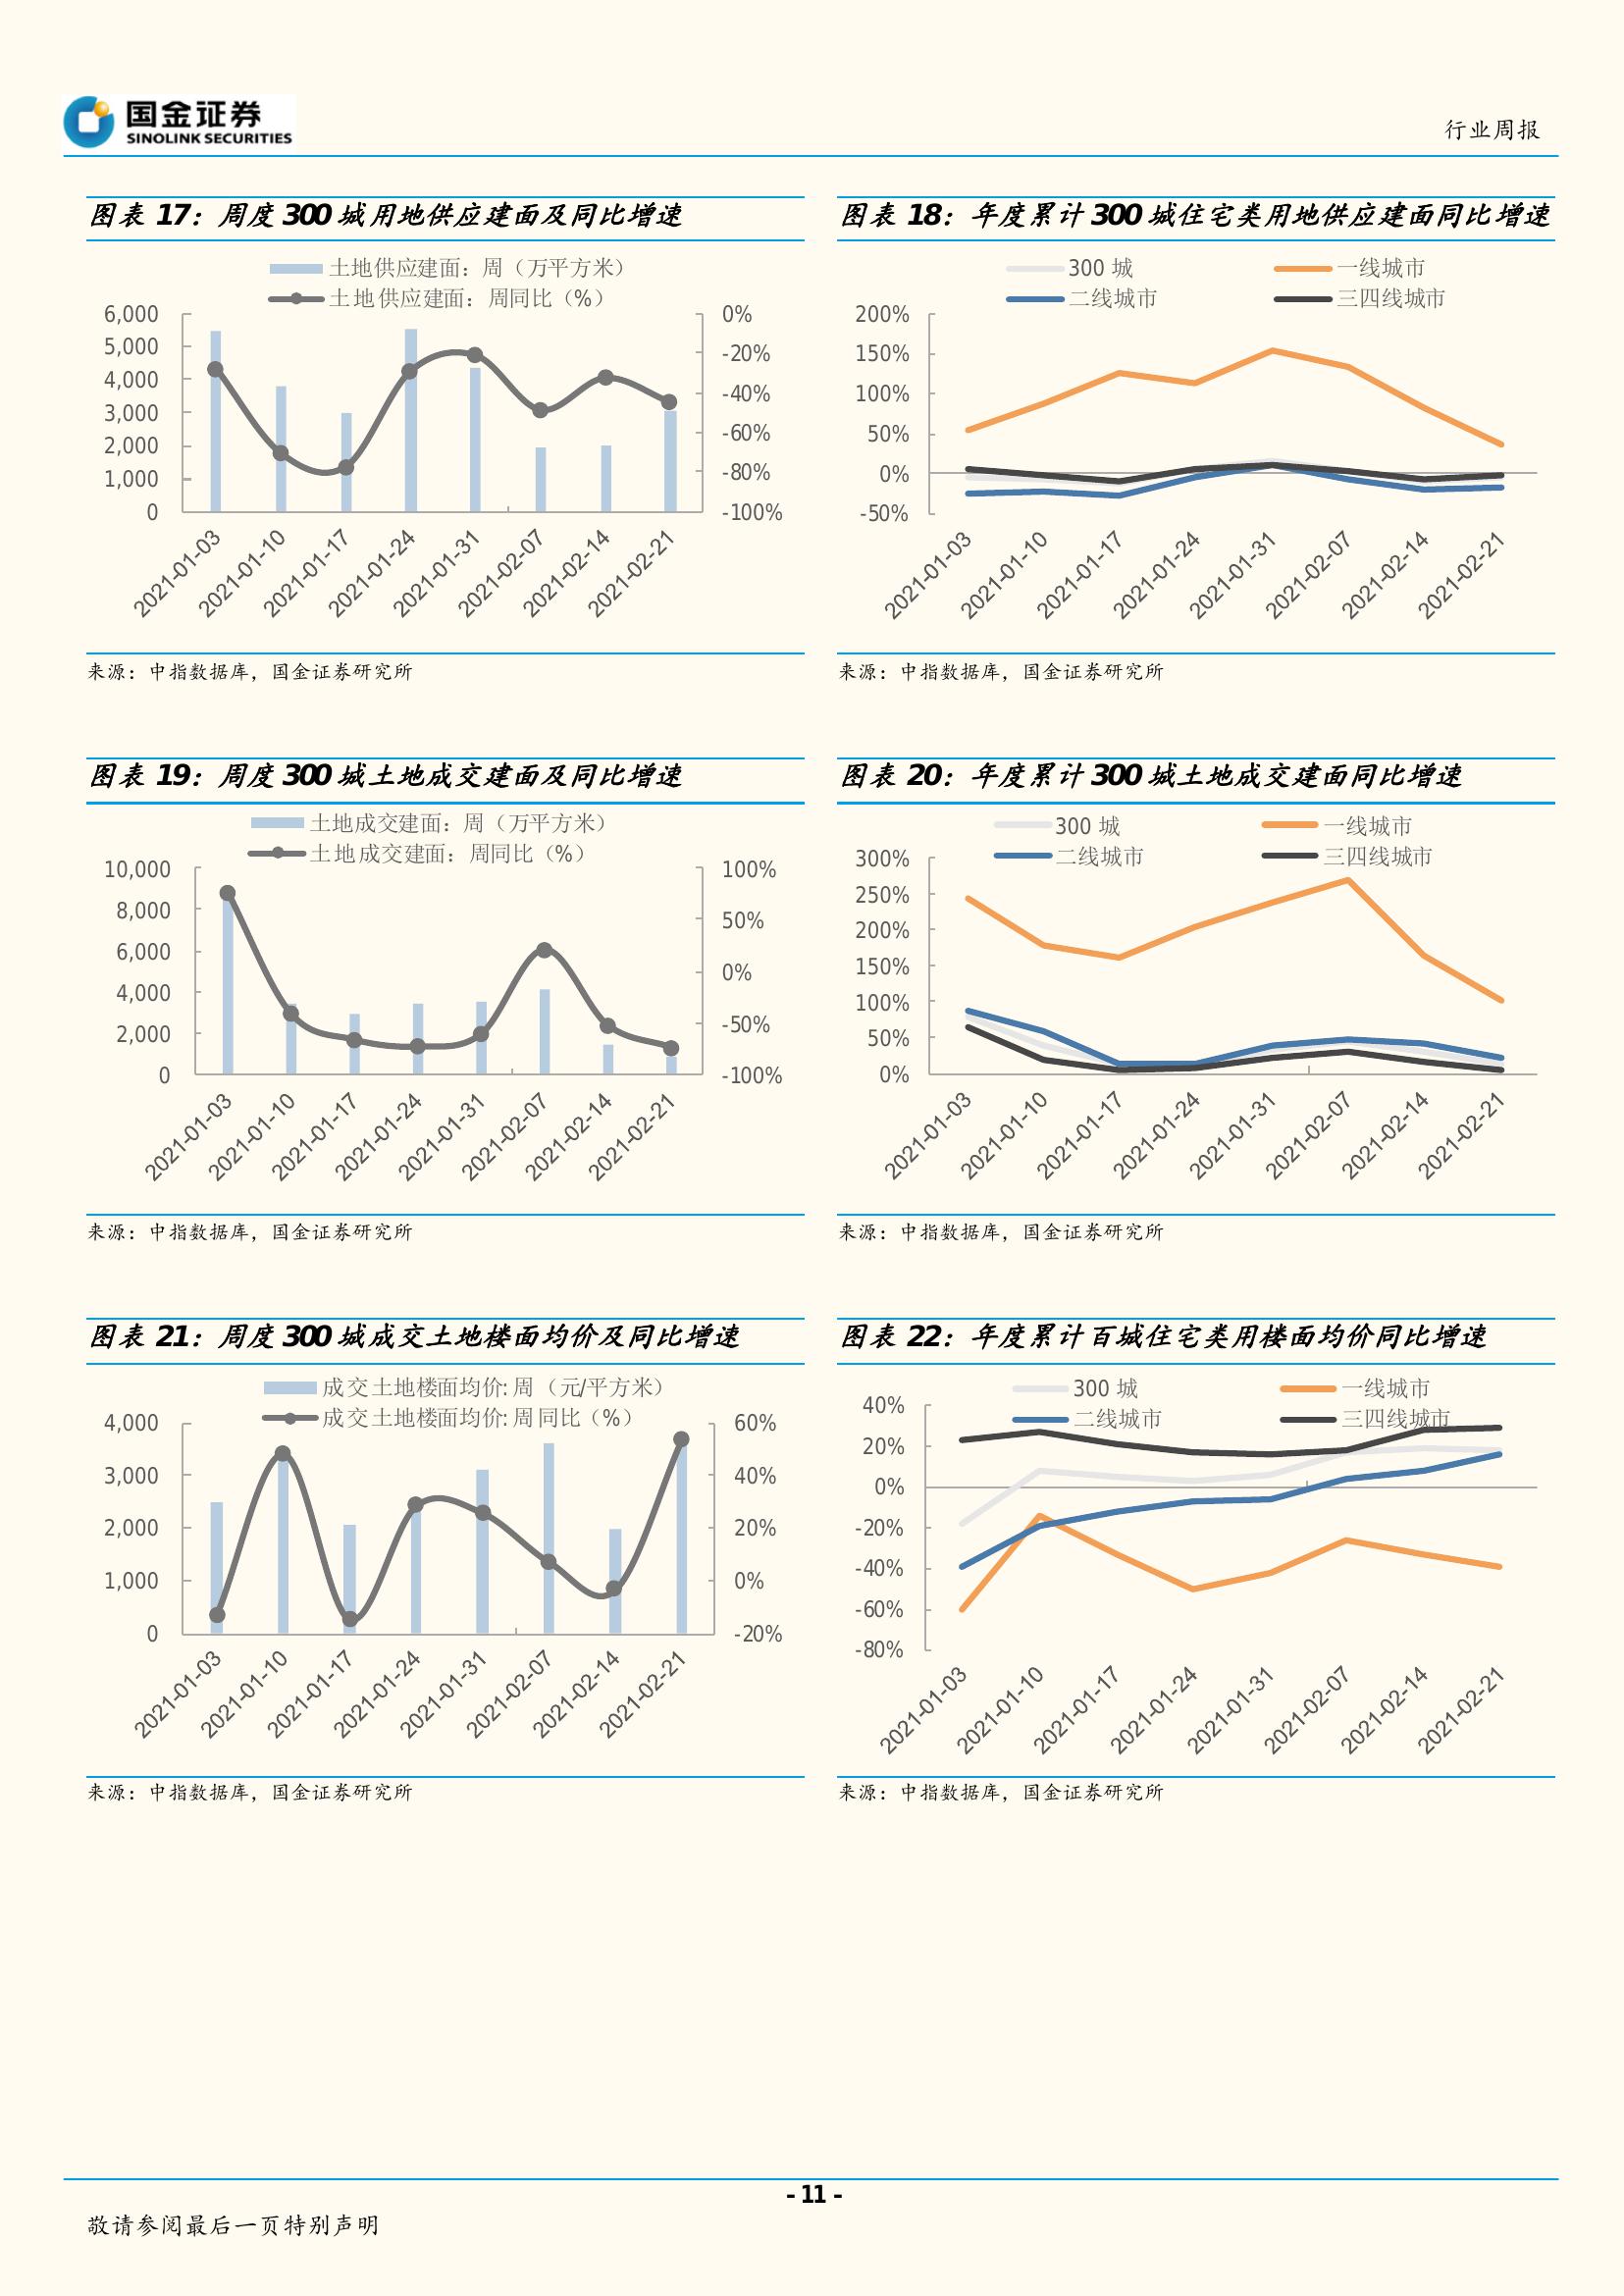 国金证券
SINOLINK SECURITIES
行业周报
图表 17：周度 300 城用地供应建面及同比增速
土地供应建面：周（万平方米）
土地供应建面：周同比（%）
6,000
5,000
4,000
3,000
2,000
1,000
0
0%
-20%
-40%
-60%
-80%
-100%
2021-01-03
2021-01-10
2021-01-17
2021-01-24
2021-01-31
2021-02-07
2021-02-14
2021-02-21
来源：中指数据库，国金证券研究所
图表 18：年度累计 300 城住宅类用地供应建面同比增速
300 城
一线城市
二线城市
三四线城市
200%
150%
100%
50%
0%
-50%
2021-01-03
2021-01-10
2021-01-17
2021-01-24
2021-01-31
2021-02-07
2021-02-14
2021-02-21
来源：中指数据库，国金证券研究所
图表 19：周度 300 城土地成交建面及同比增速
土地成交建面：周（万平方米）
土地成交建面：周同比（%）
10,000
8,000
6,000
4,000
2,000
0
100%
50%
0%
-50%
-100%
2021-01-03
2021-01-10
2021-01-17
2021-01-24
2021-01-31
2021-02-07
2021-02-14
2021-02-21
来源：中指数据库，国金证券研究所
图表 20：年度累计 300 城土地成交建面同比增速
300 城
一线城市
二线城市
三四线城市
300%
250%
200%
150%
100%
50%
0%
2021-01-03
2021-01-10
2021-01-17
2021-01-24
2021-01-31
2021-02-07
2021-02-14
2021-02-21
来源：中指数据库，国金证券研究所
图表 21：周度 300 城成交土地楼面均价及同比增速
成交土地楼面均价:周（元/平方米）
成交土地楼面均价:周同比（%）
4,000
3,000
2,000
1,000
0
60%
40%
20%
0%
-20%
2021-01-03
2021-01-10
2021-01-17
2021-01-24
2021-01-31
2021-02-07
2021-02-14
2021-02-21
来源：中指数据库，国金证券研究所
图表 22：年度累计百城住宅类用楼面均价同比增速
300 城
一线城市
二线城市
三四线城市
40%
20%
0%
-20%
-40%
-60%
-80%
2021-01-03
2021-01-10
2021-01-17
2021-01-24
2021-01-31
2021-02-07
2021-02-14
2021-02-21
来源：中指数据库，国金证券研究所
- 11 -
敬请参阅最后一页特别声明